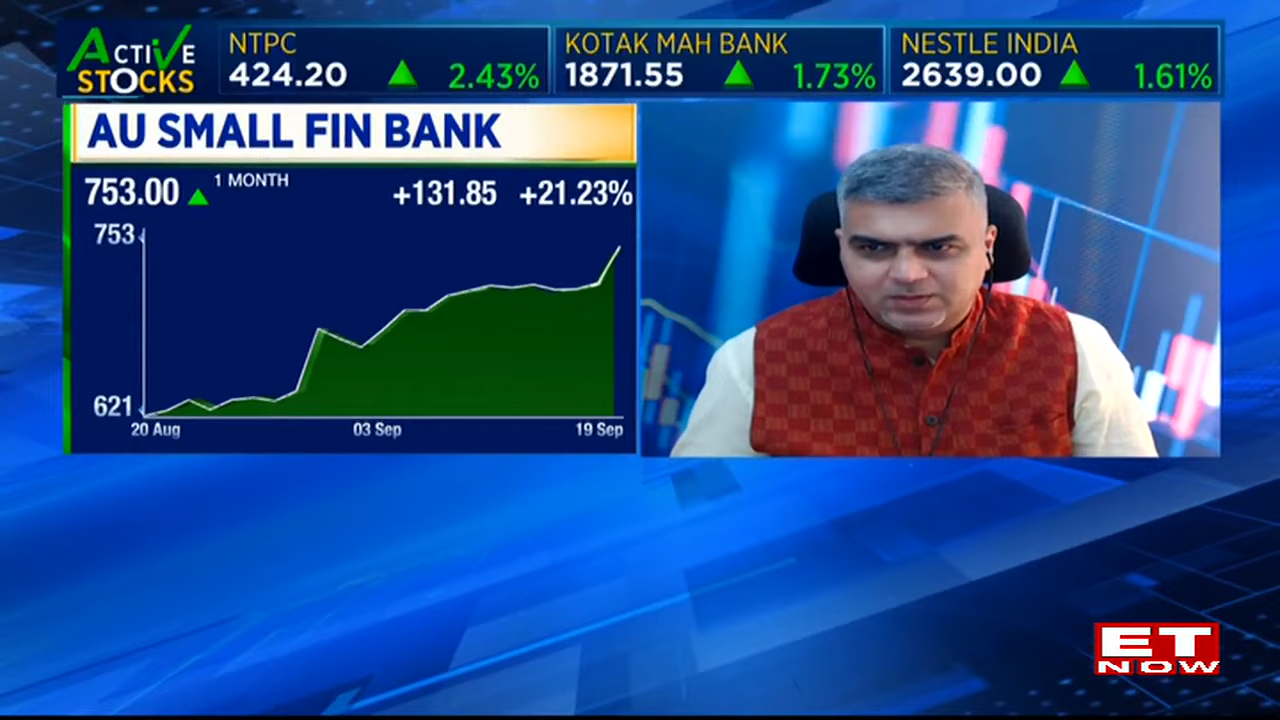 ACTIVE
STOCKS
NTPC
424.20 ▲ 2.43%
KOTAK MAH BANK
1871.55 ▲ 1.73%
NESTLE INDIA
2639.00 ▲ 1.61%
AU SMALL FIN BANK
753.00 ▲ 1 MONTH +131.85 +21.23%
753
621
20 Aug 03 Sep 19 Sep
ET
NOW